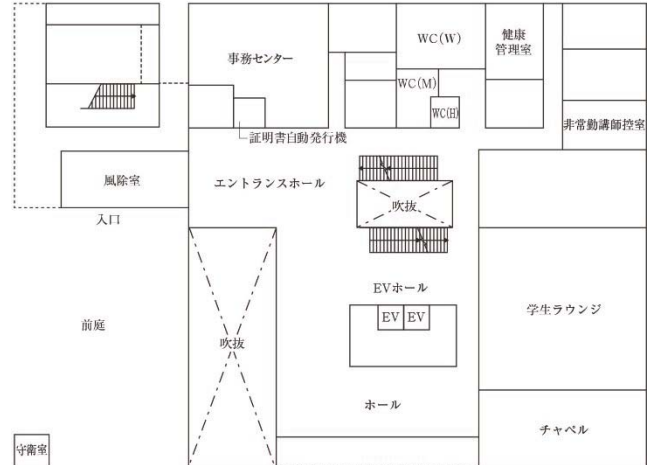 WC(W)
健康
管理室
事務センター
WC(M)
WC(H)
非常勤講師控室
証明書自動発行機
風除室
エントランスホール
吹抜
入口
EVホール
学生ラウンジ
EV
EV
前庭
吹抜
ホール
チャペル
守衛室